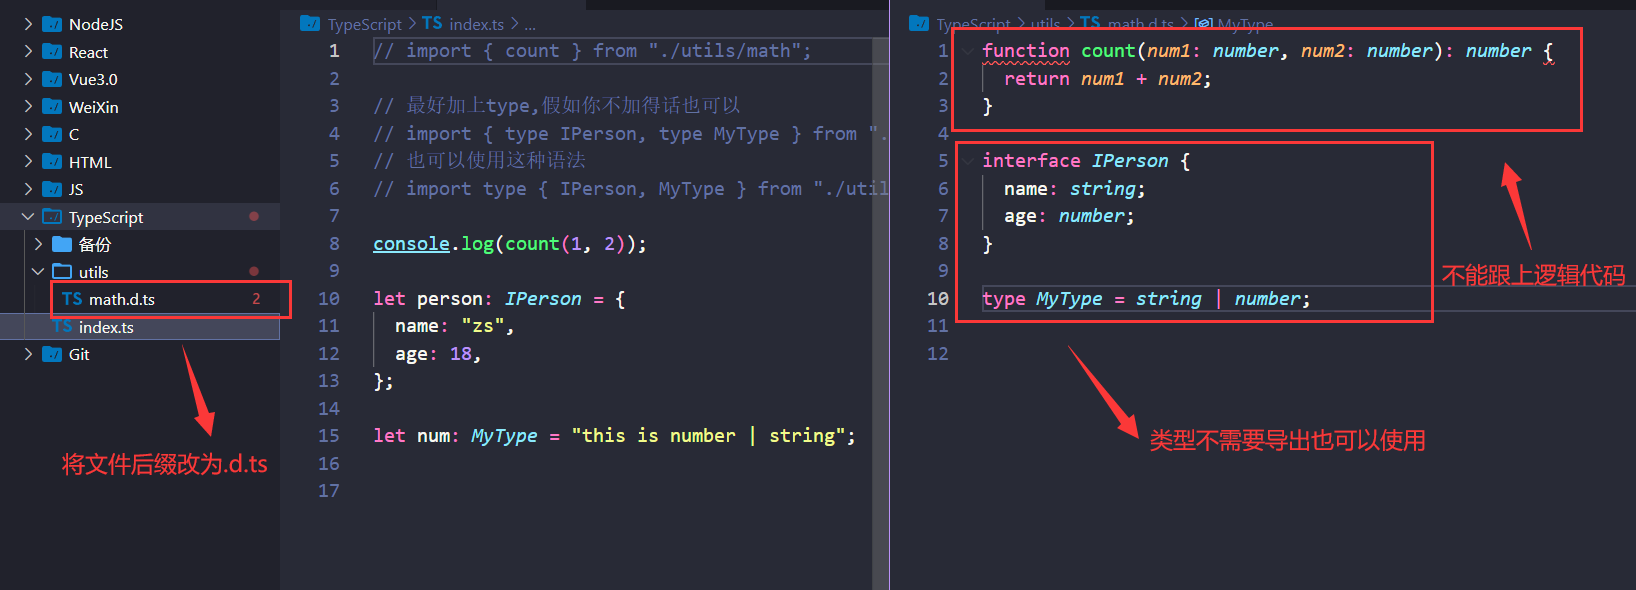 NodeJS
React
Vue3.0
WeiXin
C
HTML
JS
TypeScript
备份
utils
TS math.d.ts 2
TS index.ts
Git
将文件后缀改为.d.ts
TypeScript > TS index.ts > ...
1 // import { count } from "./utils/math";
2
3 // 最好加上type,假如你不加得话也可以
4 // import { type IPerson, type MyType } from ".
5 // 也可以使用这种语法
6 // import type { IPerson, MyType } from "./util
7
8 console.log(count(1, 2));
9
10 let person: IPerson = {
11 name: "zs",
12 age: 18,
13 };
14
15 let num: MyType = "this is number | string";
16
17
TypeScript > utils > TS math.d.ts > MyType
1 function count(num1: number, num2: number): number {
2 return num1 + num2;
3 }
4
5 interface IPerson {
6 name: string;
7 age: number;
8 }
9
10 type MyType = string | number;
11
12
不能跟上逻辑代码
类型不需要导出也可以使用